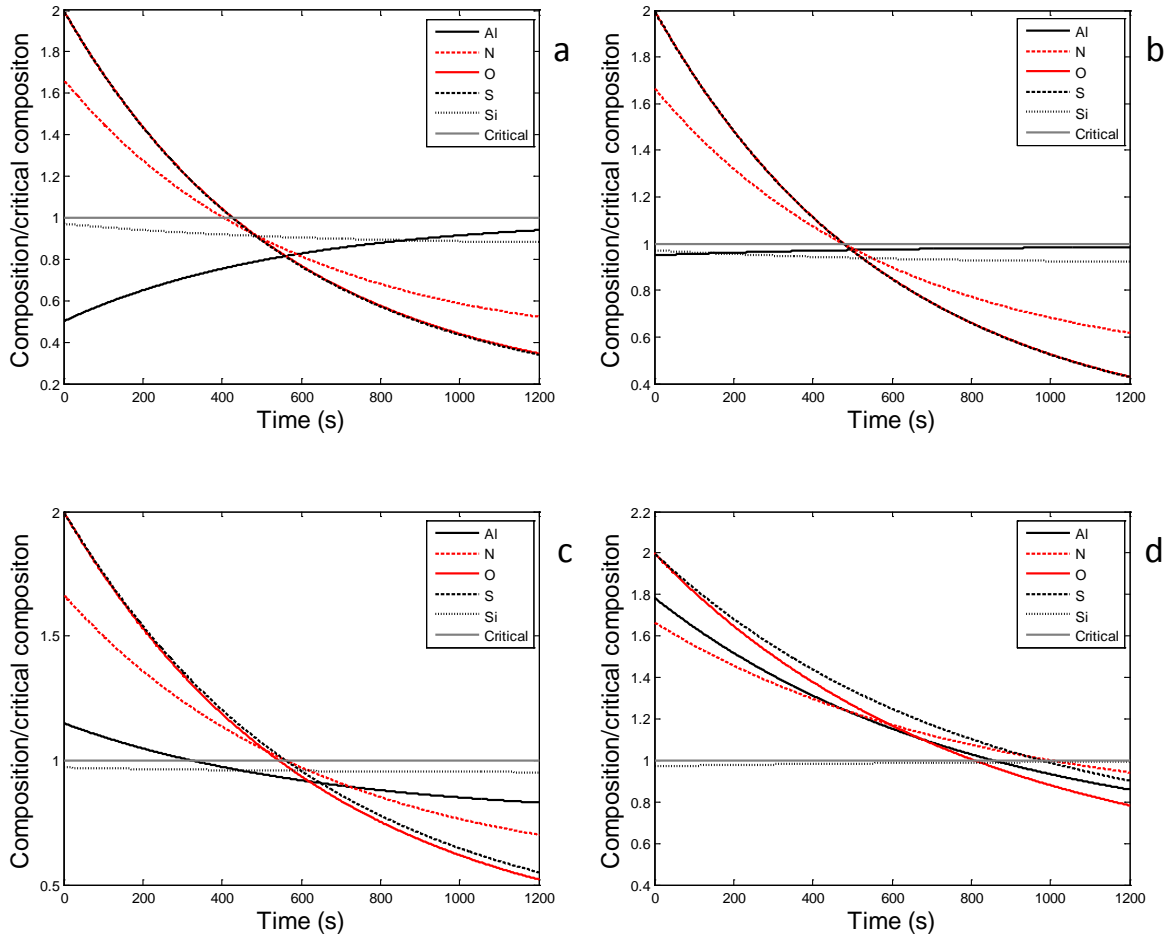 2
1.8
1.6
1.4
1.2
1
0.8
0.6
0.4
0.2
0 200 400 600 800 1000 1200
Composition/critical compositon
Time (s)
Al
N
O
S
Si
Critical
a
2
1.8
1.6
1.4
1.2
1
0.8
0.6
0.4
0 200 400 600 800 1000 1200
Composition/critical compositon
Time (s)
Al
N
O
S
Si
Critical
b
2
1.5
1
0.5
0 200 400 600 800 1000 1200
Composition/critical compositon
Time (s)
Al
N
O
S
Si
Critical
c
2.2
2
1.8
1.6
1.4
1.2
1
0.8
0.6
0.4
0 200 400 600 800 1000 1200
Composition/critical compositon
Time (s)
Al
N
O
S
Si
Critical
d